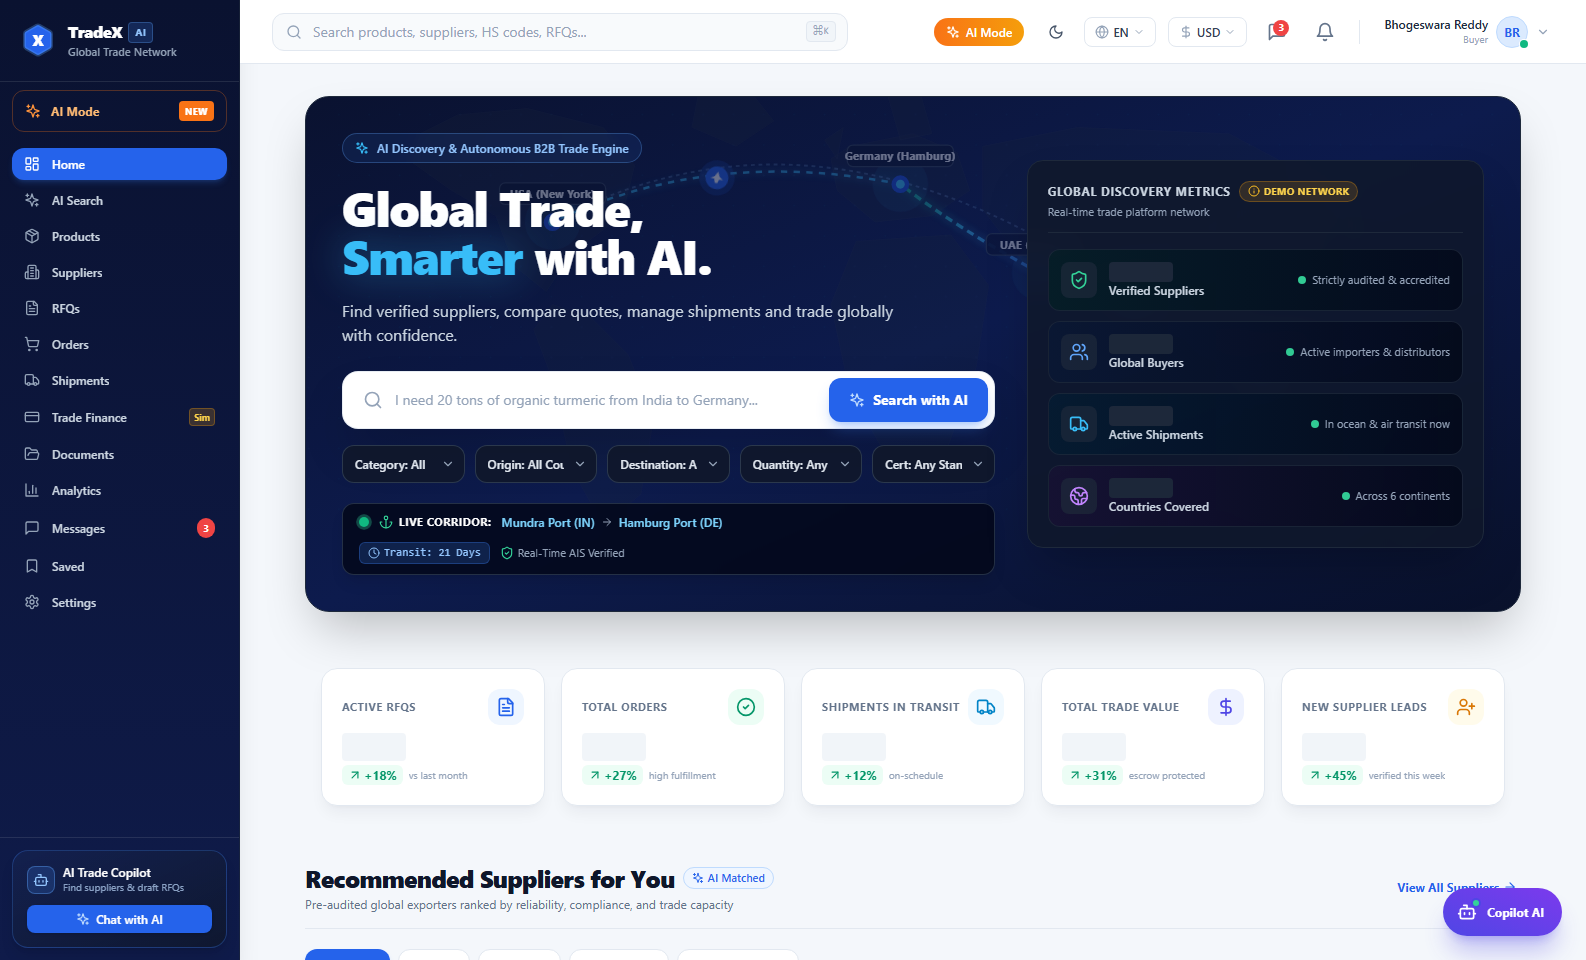 TradeX AI
Global Trade Network
AI Mode NEW
Home
AI Search
Products
Suppliers
RFQs
Orders
Shipments
Trade Finance Sim
Documents
Analytics
Messages 3
Saved
Settings
AI Trade Copilot
Find suppliers & draft RFQs
Chat with AI
Search products, suppliers, HS codes, RFQs... ⌘K
AI Mode
EN
USD
3
Bhogeswara Reddy
Buyer
BR
AI Discovery & Autonomous B2B Trade Engine
Germany (Hamburg)
USA (New York)
UAE (
Global Trade,
Smarter with AI.
Find verified suppliers, compare quotes, manage shipments and trade globally
with confidence.
I need 20 tons of organic turmeric from India to Germany...
Search with AI
Category: All
Origin: All Cou
Destination: A
Quantity: Any
Cert: Any Stan
LIVE CORRIDOR: Mundra Port (IN) → Hamburg Port (DE)
Transit: 21 Days Real-Time AIS Verified
GLOBAL DISCOVERY METRICS DEMO NETWORK
Real-time trade platform network
Verified Suppliers
Strictly audited & accredited
Global Buyers
Active importers & distributors
Active Shipments
In ocean & air transit now
Countries Covered
Across 6 continents
ACTIVE RFQS
+18% vs last month
TOTAL ORDERS
+27% high fulfillment
SHIPMENTS IN TRANSIT
+12% on-schedule
TOTAL TRADE VALUE
+31% escrow protected
NEW SUPPLIER LEADS
+45% verified this week
Recommended Suppliers for You AI Matched
Pre-audited global exporters ranked by reliability, compliance, and trade capacity
View All Suppliers →
Copilot AI